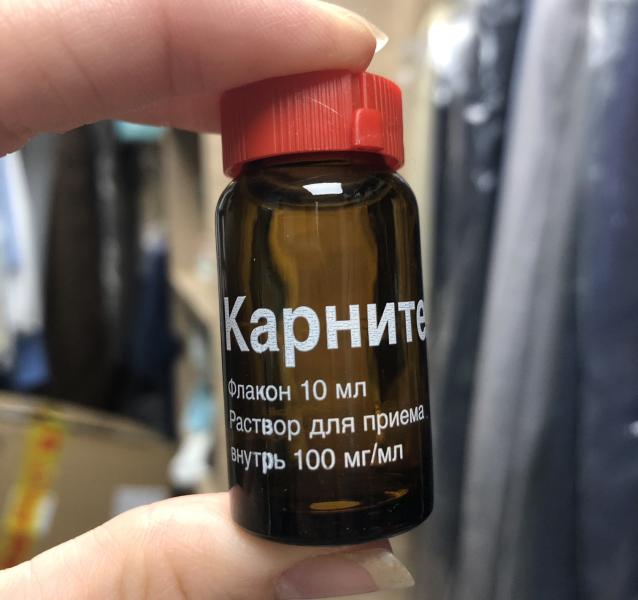 Карните
Флакон 10 мл
Раствор для приема
внутрь 100 мг/мл